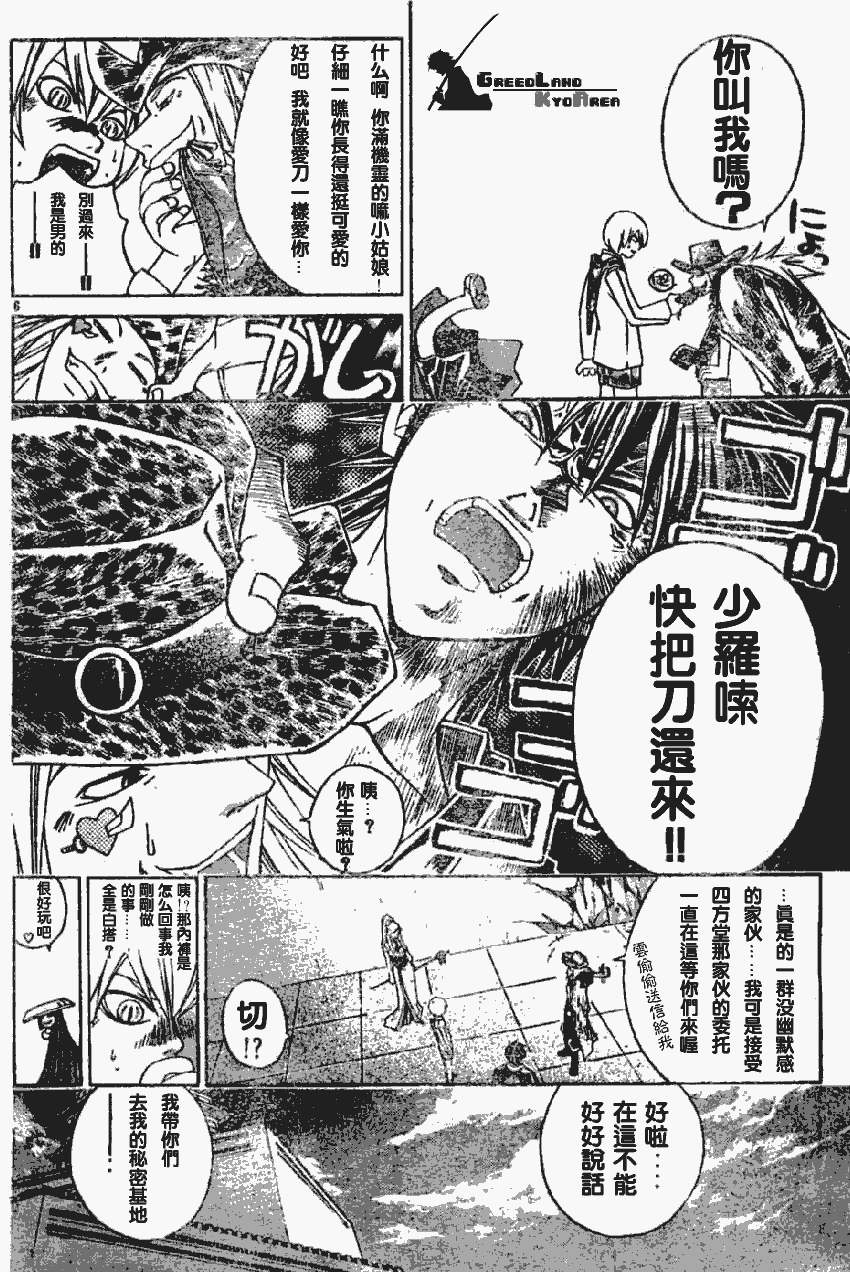 GREEDLAND
KYOAREA
你叫我嗎?
にょっ
什么啊 你滿機靈的嘛小姑娘!
仔細一瞧你長得還挺可愛的
好吧 我就像愛刀一樣愛你…
別過來——!!
我是男的——!!
6
少羅嗦
快把刀還來!!
咦…?
你生氣啦?
…真是的一群没幽默感
的家伙……我可是接受
四方堂那家伙的委托
一直在這等你們來喔
雲偷偷送信給我
切!?
咦!?那內褲是
怎么回事我
剛剛做
的事……
全是白搭?
很好玩吧
好啦……
在這不能
好好說話
我帶你們
去我的秘密基地
——..